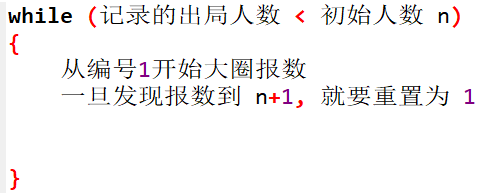 while (记录的出局人数 < 初始人数 n)
{
从编号1开始大圈报数
一旦发现报数到 n+1, 就要重置为 1
}